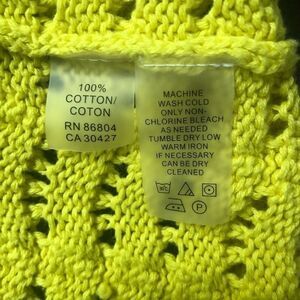 100%
COTTON/
COTON
RN 86804
CA 30427
MACHINE
WASH COLD
ONLY NON-
CHLORINE BLEACH
AS NEEDED
TUMBLE DRY LOW
WARM IRON
IF NECESSARY
CAN BE DRY
CLEANED
P